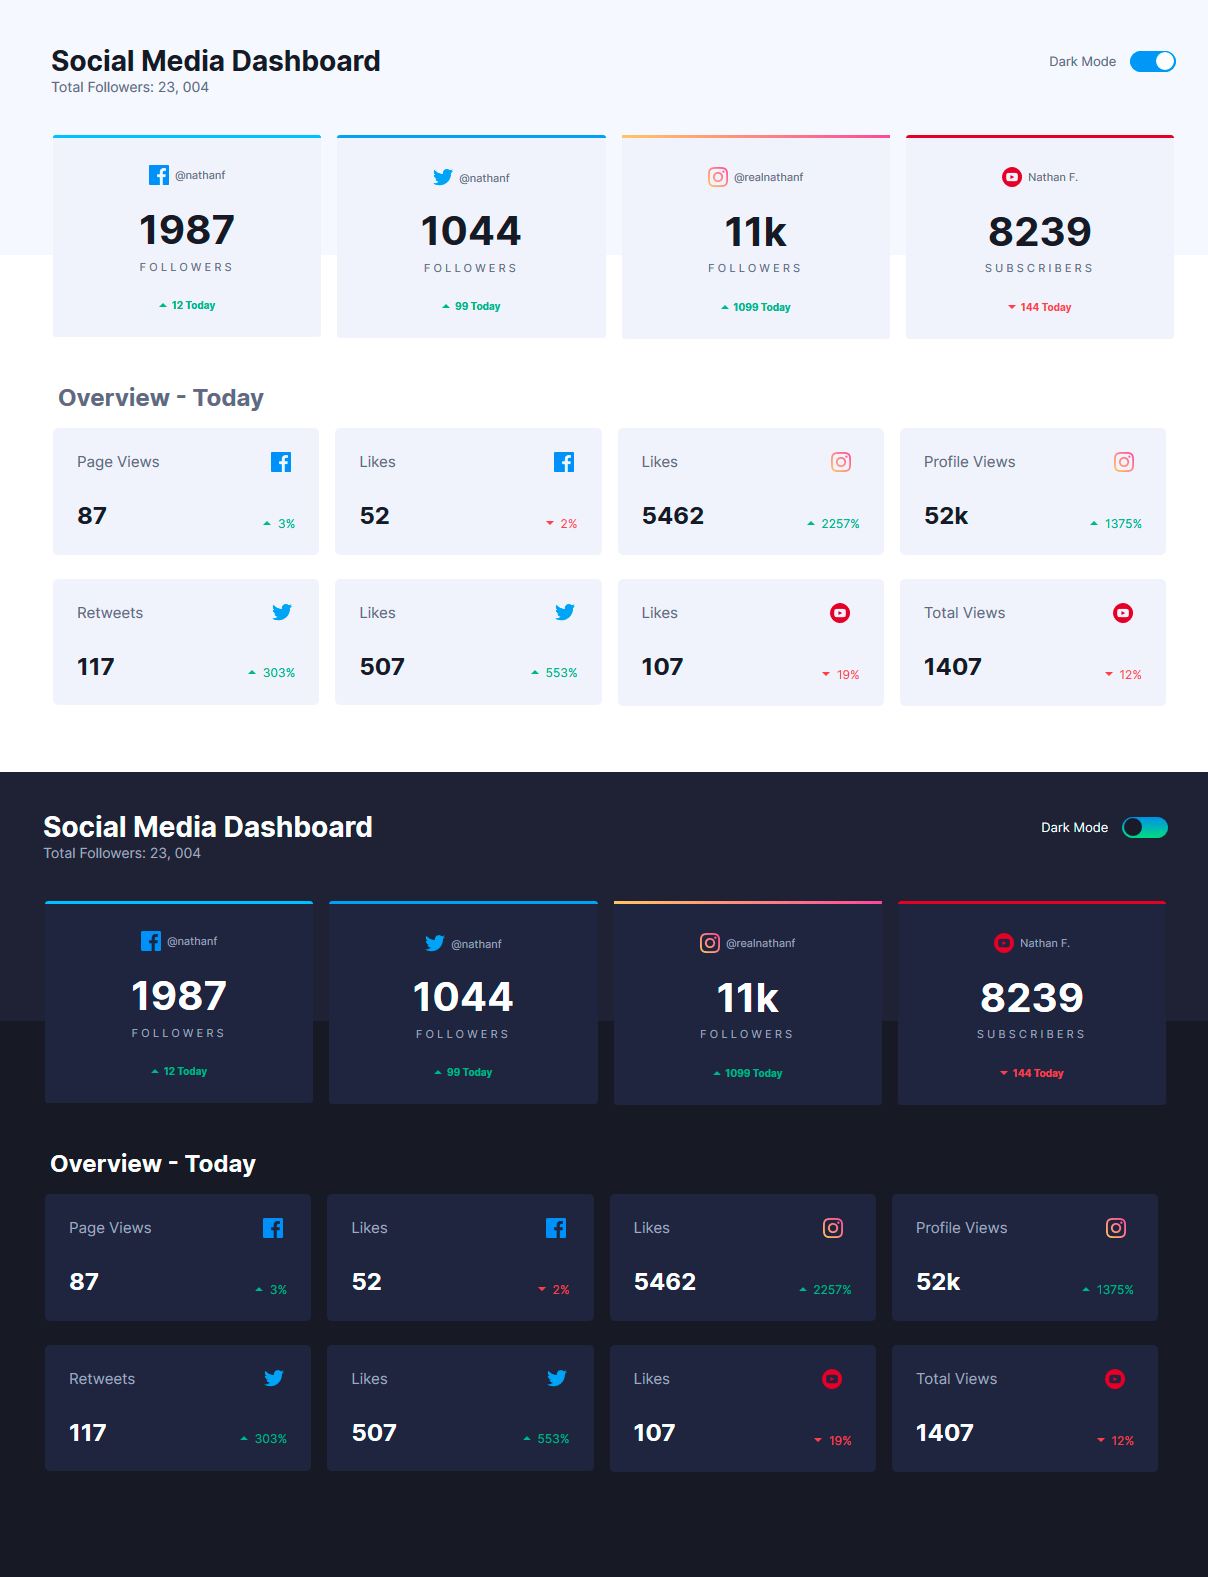 Social Media Dashboard
Total Followers: 23, 004
Dark Mode
@nathanf @nathanf @realnathanf Nathan F.
1987 1044 11k 8239
FOLLOWERS FOLLOWERS FOLLOWERS SUBSCRIBERS
12 Today 99 Today 1099 Today 144 Today
Overview - Today
Page Views Likes Likes Profile Views
87 52 5462 52k
3% 2% 2257% 1375%
Retweets Likes Likes Total Views
117 507 107 1407
303% 553% 19% 12%
Social Media Dashboard
Total Followers: 23, 004
Dark Mode
@nathanf @nathanf @realnathanf Nathan F.
1987 1044 11k 8239
FOLLOWERS FOLLOWERS FOLLOWERS SUBSCRIBERS
12 Today 99 Today 1099 Today 144 Today
Overview - Today
Page Views Likes Likes Profile Views
87 52 5462 52k
3% 2% 2257% 1375%
Retweets Likes Likes Total Views
117 507 107 1407
303% 553% 19% 12%